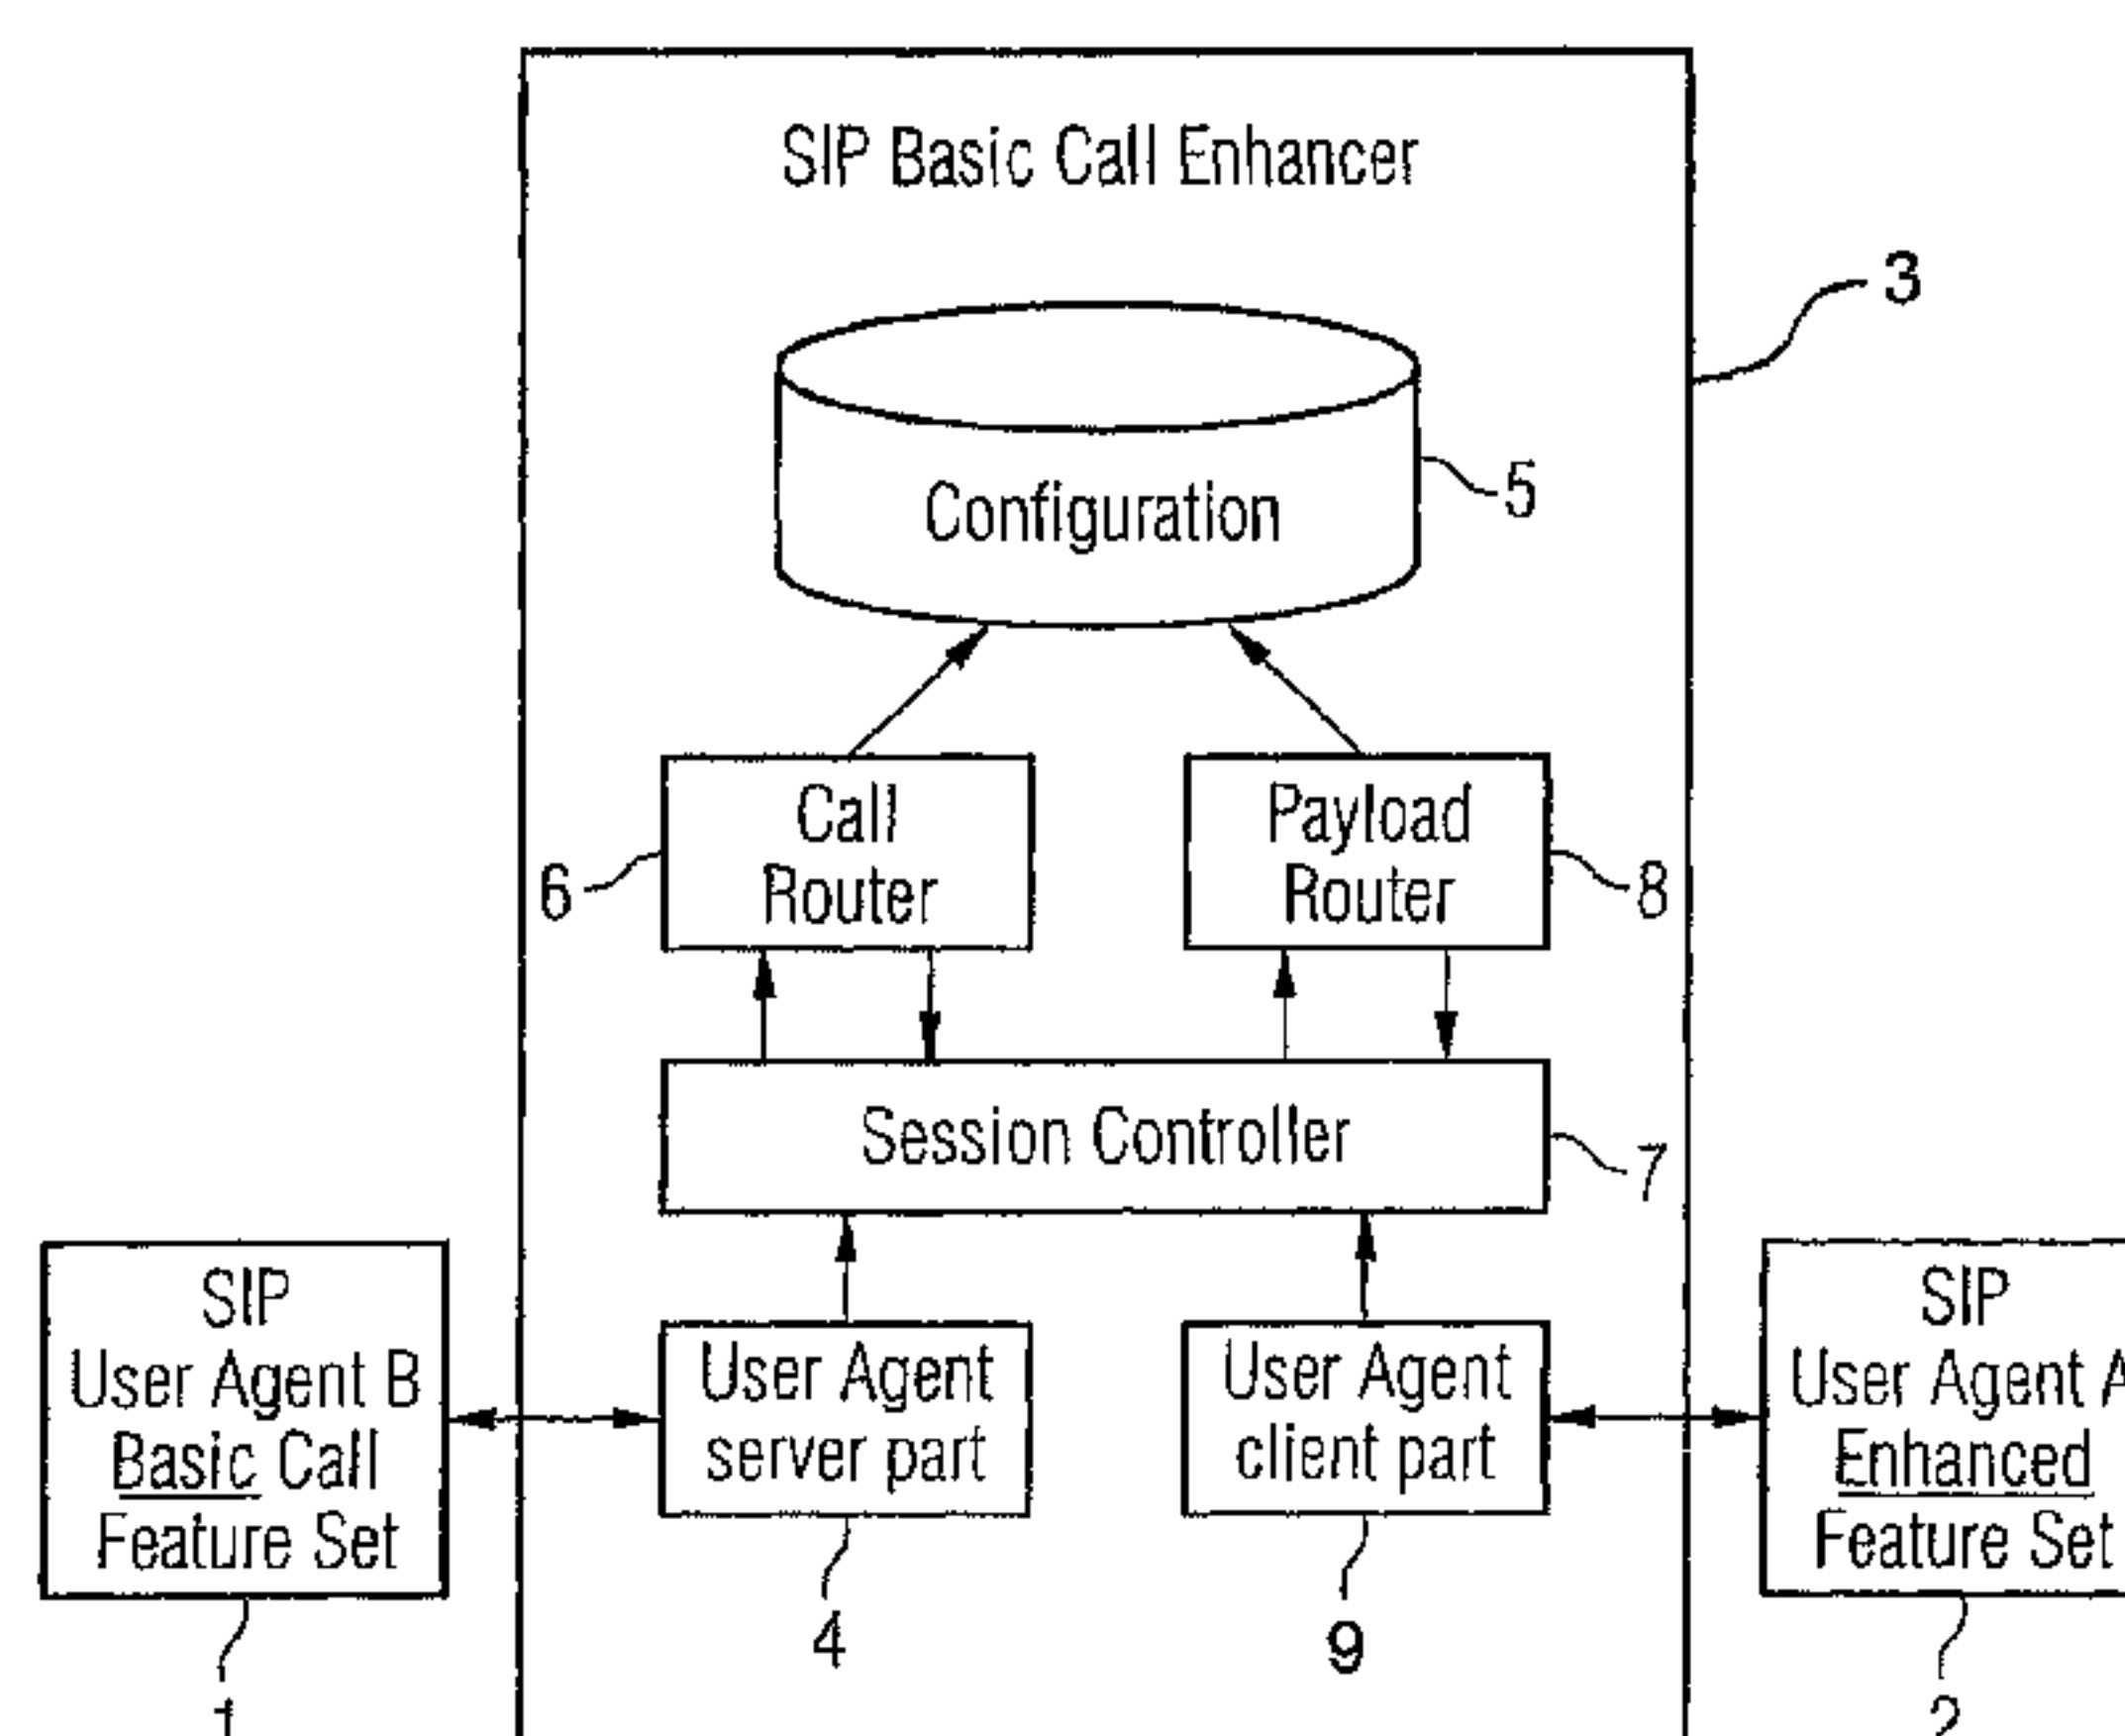 SIP Basic Call Enhancer
3
Configuration
5
Call
Router
6
Payload
Router
8
Session Controller
7
SIP
User Agent B
Basic Call
Feature Set
1
User Agent
server part
4
User Agent
client part
9
SIP
User Agent A
Enhanced
Feature Set
2